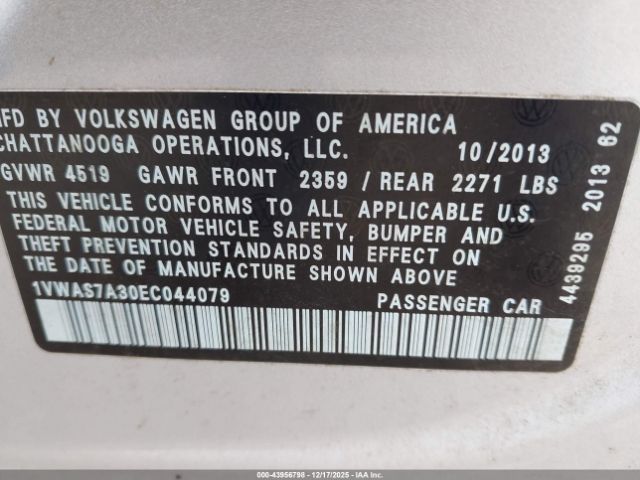 MFD BY VOLKSWAGEN GROUP OF AMERICA
CHATTANOOGA OPERATIONS, LLC. 10/2013
GVWR 4519 GAWR FRONT 2359 / REAR 2271 LBS
THIS VEHICLE CONFORMS TO ALL APPLICABLE U.S.
FEDERAL MOTOR VEHICLE SAFETY, BUMPER AND
THEFT PREVENTION STANDARDS IN EFFECT ON
THE DATE OF MANUFACTURE SHOWN ABOVE
1VWAS7A30EC044079 PASSENGER CAR
4439295 2013 62
000-43956798 - 12/17/2025 - IAA, Inc.